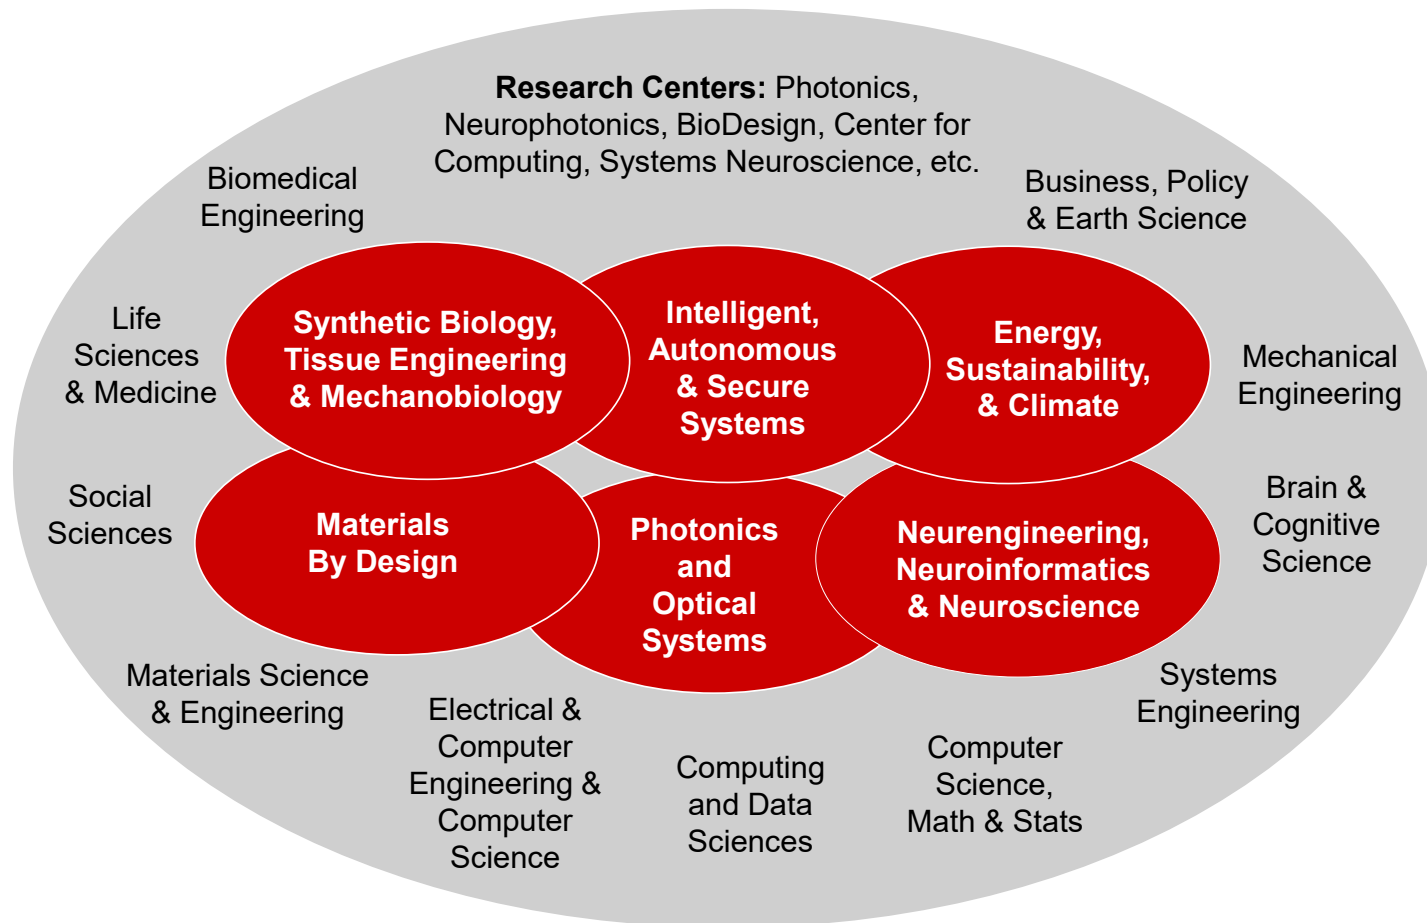 Research Centers: Photonics,
Neurophotonics, BioDesign, Center for
Computing, Systems Neuroscience, etc.
Biomedical
Engineering
Business, Policy
& Earth Science
Life
Sciences
& Medicine
Synthetic Biology,
Tissue Engineering
& Mechanobiology
Intelligent,
Autonomous
& Secure
Systems
Energy,
Sustainability,
& Climate
Mechanical
Engineering
Social
Sciences
Materials
By Design
Photonics
and
Optical
Systems
Neurengineering,
Neuroinformatics
& Neuroscience
Brain &
Cognitive
Science
Materials Science
& Engineering
Electrical &
Computer
Engineering &
Computer
Science
Computing
and Data
Sciences
Computer
Science,
Math & Stats
Systems
Engineering